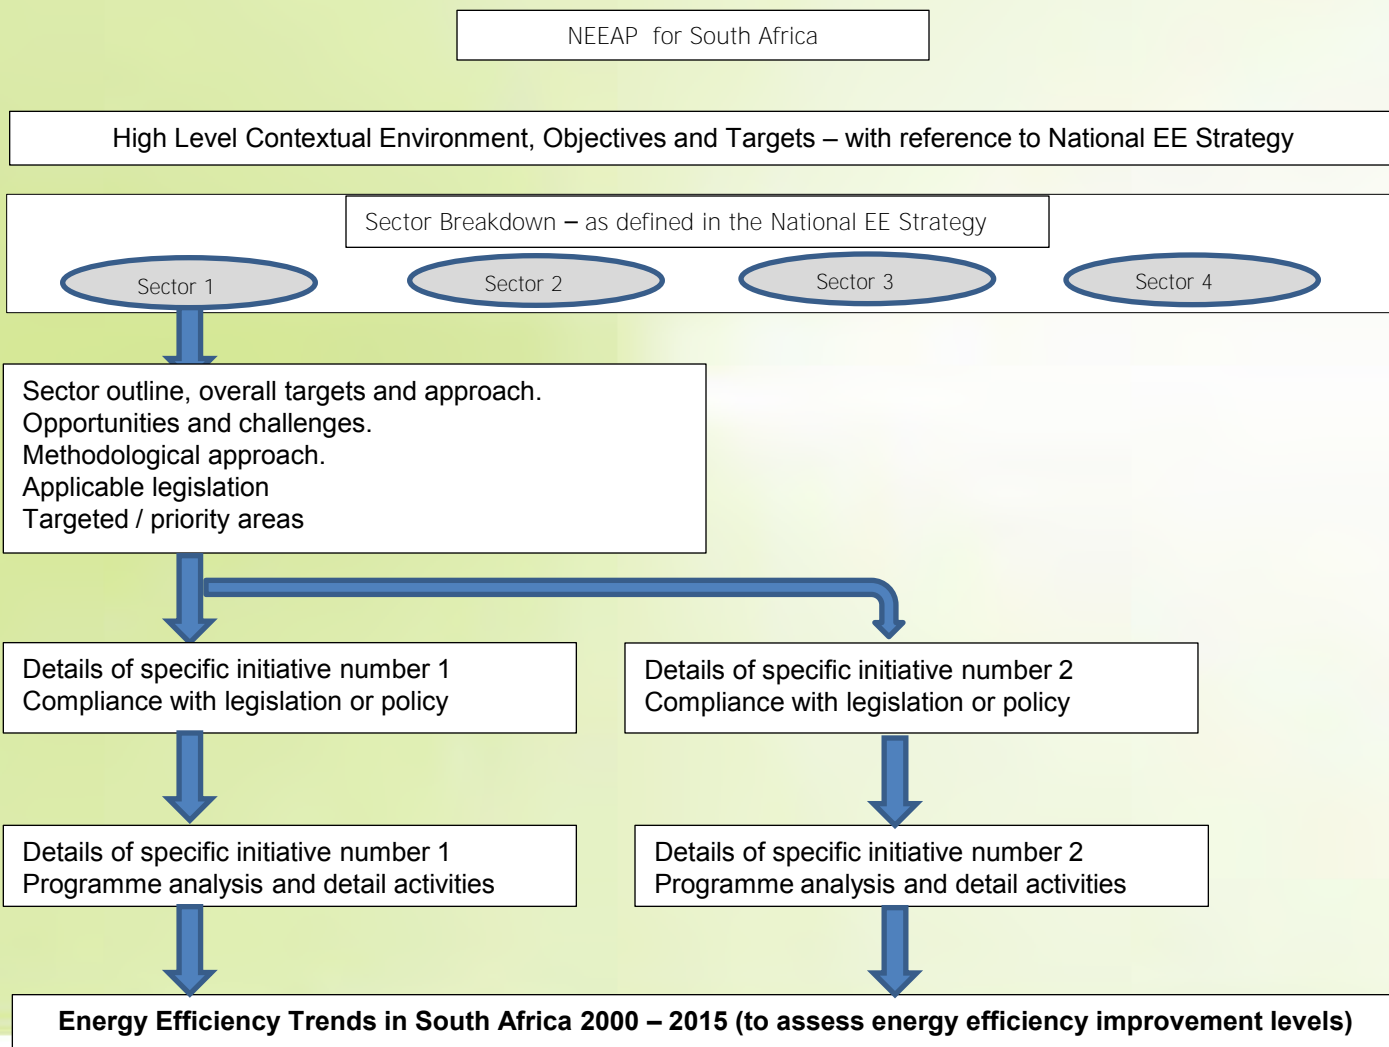 NEEAP for South Africa
High Level Contextual Environment, Objectives and Targets – with reference to National EE Strategy
Sector Breakdown – as defined in the National EE Strategy
Sector 1
Sector 2
Sector 3
Sector 4
Sector outline, overall targets and approach.
Opportunities and challenges.
Methodological approach.
Applicable legislation
Targeted / priority areas
Details of specific initiative number 1
Compliance with legislation or policy
Details of specific initiative number 2
Compliance with legislation or policy
Details of specific initiative number 1
Programme analysis and detail activities
Details of specific initiative number 2
Programme analysis and detail activities
Energy Efficiency Trends in South Africa 2000 – 2015 (to assess energy efficiency improvement levels)